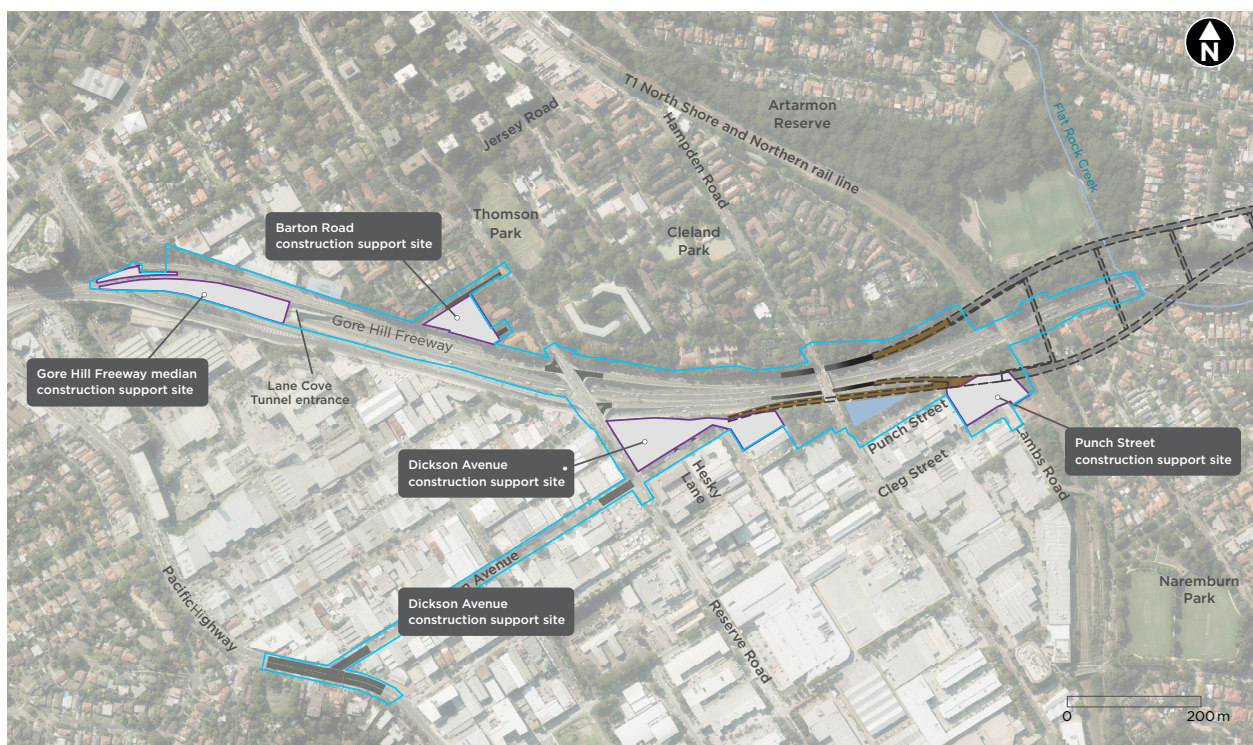 N
T1 North Shore and Northern rail line
Artarmon
Reserve
Jersey Road
Hampden Road
Flat Rock Creek
Thomson
Park
Cleland
Park
Barton Road
construction support site
Gore Hill Freeway
Gore Hill Freeway median
construction support site
Lane Cove
Tunnel entrance
Dickson Avenue
construction support site
Hesky
Lane
Punch Street
Cleg Street
Lambs Road
Punch Street
construction support site
Avenue
Dickson Avenue
construction support site
Pacific Highway
Reserve Road
Naremburn
Park
0
200 m